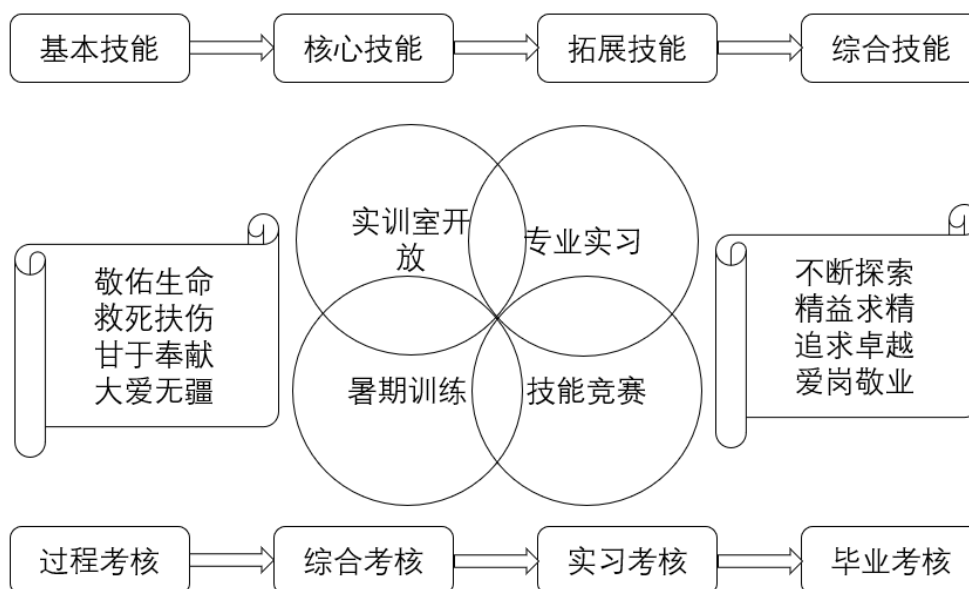 基本技能
核心技能
拓展技能
综合技能
实训室开
放
专业实习
敬佑生命
救死扶伤
甘于奉献
大爱无疆
不断探索
精益求精
追求卓越
爱岗敬业
暑期训练
技能竞赛
过程考核
综合考核
实习考核
毕业考核